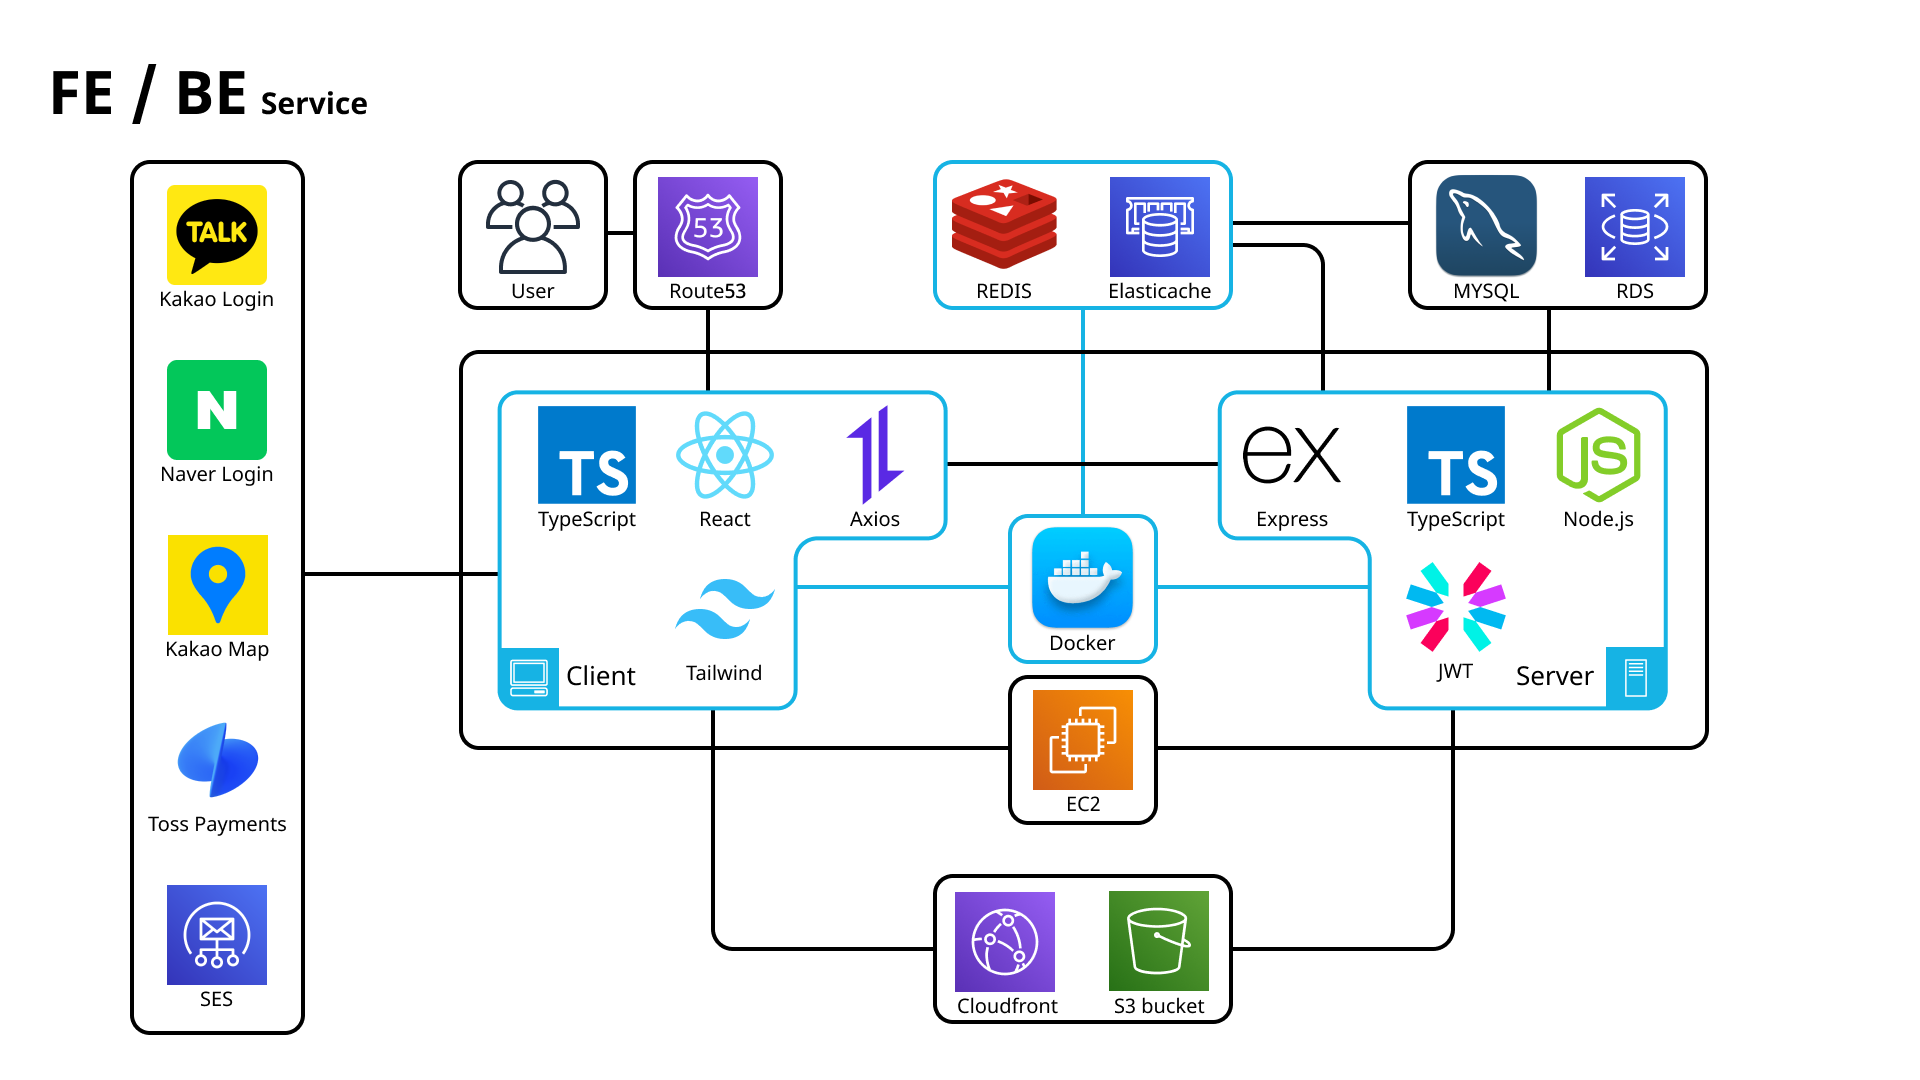 FE / BE Service
TALK
Kakao Login
N
Naver Login
Kakao Map
Toss Payments
SES
User
53
Route53
REDIS
Elasticache
MYSQL
RDS
TS
TypeScript
React
Axios
Tailwind
Client
ex
Express
TS
TypeScript
JS
Node.js
JWT
Server
Docker
EC2
Cloudfront
S3 bucket